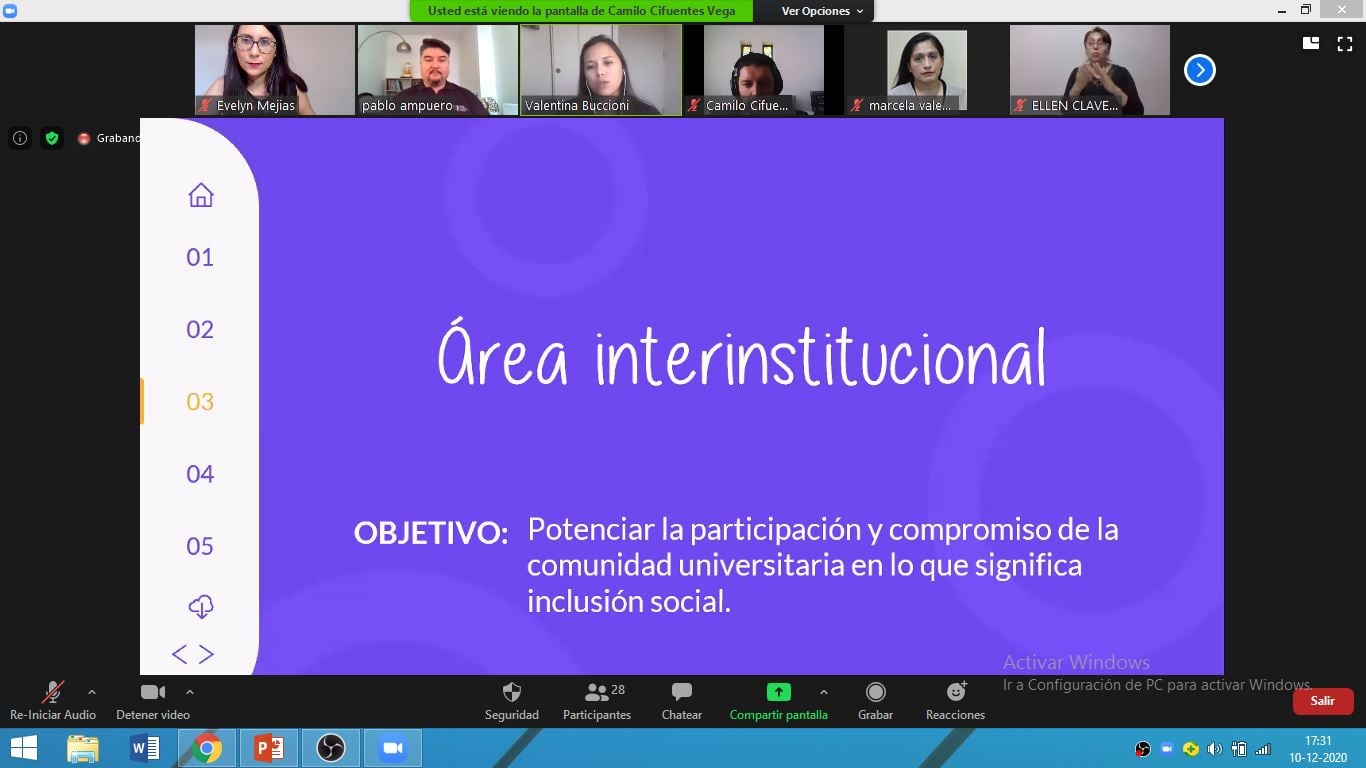 Usted está viendo la pantalla de Camilo Cifuentes Vega
Ver Opciones
Evelyn Mejias
pablo ampuero
Valentina Buccioni
Camilo Cifue...
marcela vale...
ELLEN CLAVE...
Graband
01
02
03
04
05
Área interinstitucional
OBJETIVO: Potenciar la participación y compromiso de la
comunidad universitaria en lo que significa
inclusión social.
Activar Windows
Ir a Configuración de PC para activar Windows.
Re-Iniciar Audio
Detener video
Seguridad
28
Participantes
Chatear
Compartir pantalla
Grabar
Reacciones
Salir
17:31
10-12-2020